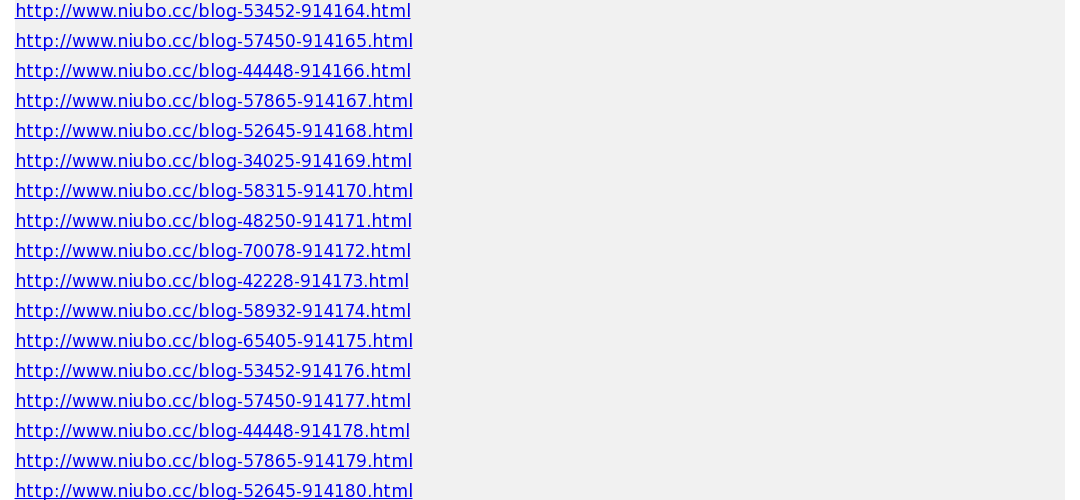 http://www.niubo.cc/blog-53452-914164.html
http://www.niubo.cc/blog-57450-914165.html
http://www.niubo.cc/blog-44448-914166.html
http://www.niubo.cc/blog-57865-914167.html
http://www.niubo.cc/blog-52645-914168.html
http://www.niubo.cc/blog-34025-914169.html
http://www.niubo.cc/blog-58315-914170.html
http://www.niubo.cc/blog-48250-914171.html
http://www.niubo.cc/blog-70078-914172.html
http://www.niubo.cc/blog-42228-914173.html
http://www.niubo.cc/blog-58932-914174.html
http://www.niubo.cc/blog-65405-914175.html
http://www.niubo.cc/blog-53452-914176.html
http://www.niubo.cc/blog-57450-914177.html
http://www.niubo.cc/blog-44448-914178.html
http://www.niubo.cc/blog-57865-914179.html
http://www.niubo.cc/blog-52645-914180.html